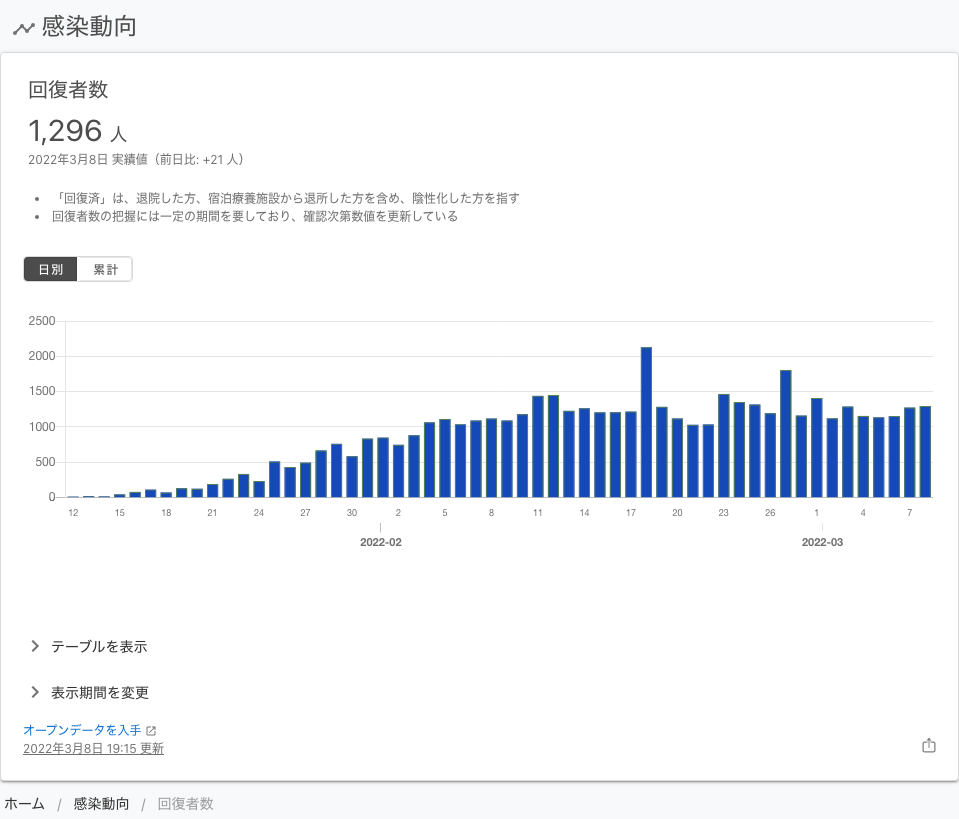 感染動向
回復者数
1,296 人
2022年3月8日 実績値（前日比: +21 人）
• 「回復済」は、退院した方、宿泊療養施設から退所した方を含め、陰性化した方を指す
• 回復者数の把握には一定の期間を要しており、確認次第数値を更新している
日別 累計
2500
2000
1500
1000
500
0
12 15 18 21 24 27 30 2 5 8 11 14 17 20 23 26 1 4 7
2022-02 2022-03
テーブルを表示
表示期間を変更
オープンデータを入手
2022年3月8日 19:15 更新
ホーム / 感染動向 / 回復者数